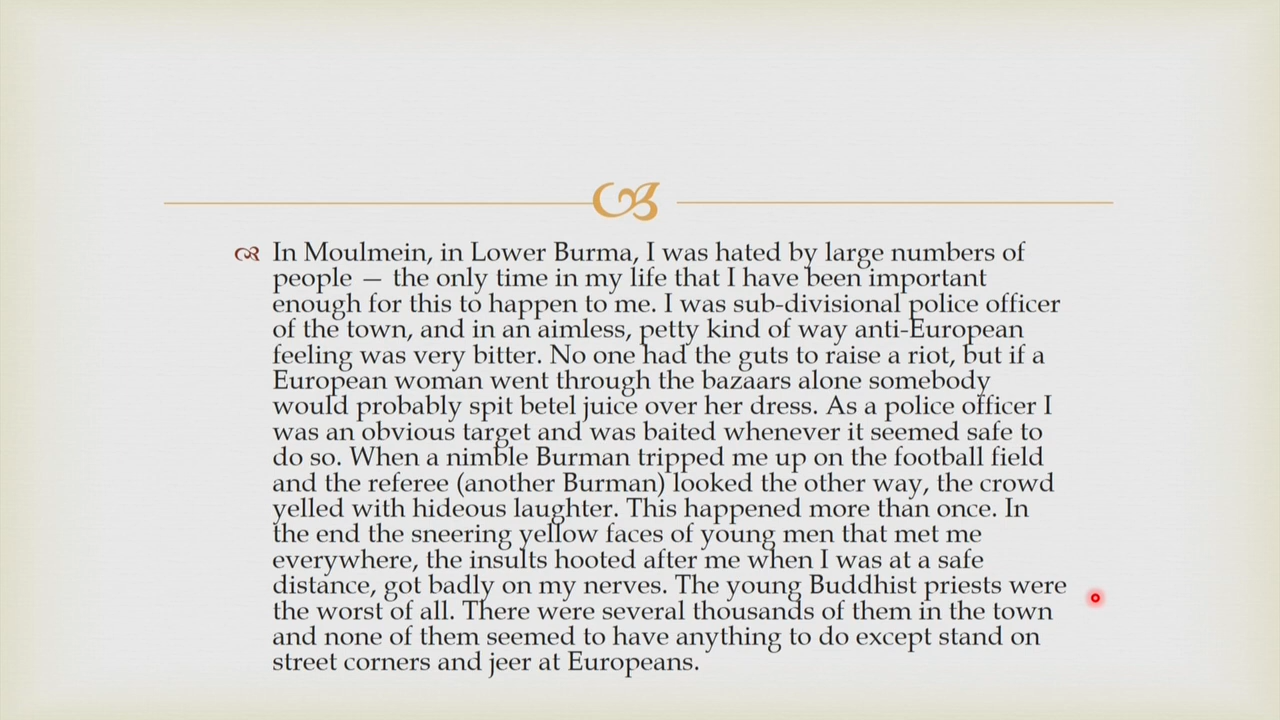 In Moulmein, in Lower Burma, I was hated by large numbers of
people — the only time in my life that I have been important
enough for this to happen to me. I was sub-divisional police officer
of the town, and in an aimless, petty kind of way anti-European
feeling was very bitter. No one had the guts to raise a riot, but if a
European woman went through the bazaars alone somebody
would probably spit betel juice over her dress. As a police officer I
was an obvious target and was baited whenever it seemed safe to
do so. When a nimble Burman tripped me up on the football field
and the referee (another Burman) looked the other way, the crowd
yelled with hideous laughter. This happened more than once. In
the end the sneering yellow faces of young men that met me
everywhere, the insults hooted after me when I was at a safe
distance, got badly on my nerves. The young Buddhist priests were
the worst of all. There were several thousands of them in the town
and none of them seemed to have anything to do except stand on
street corners and jeer at Europeans.